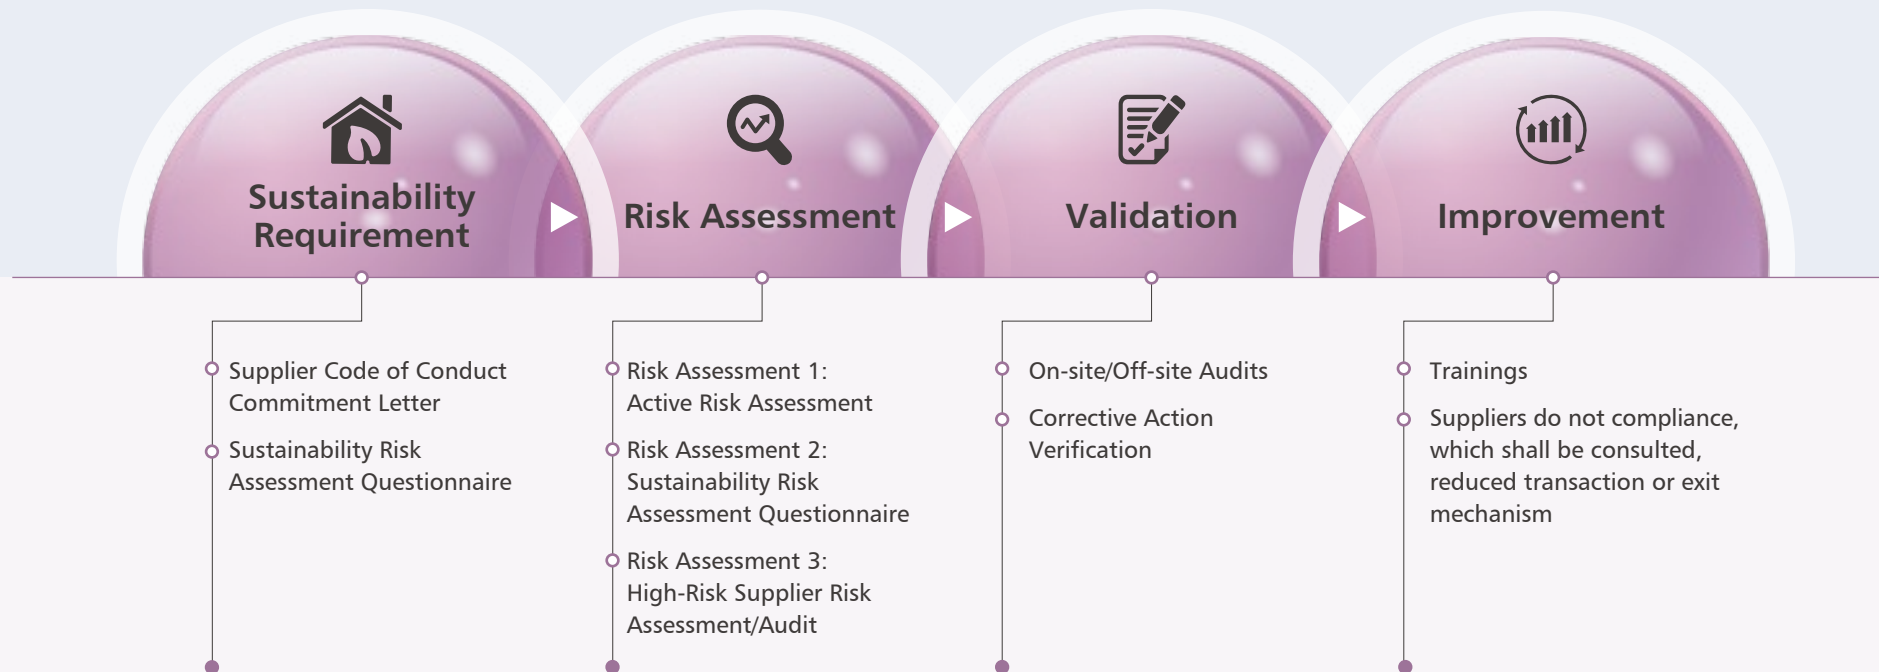 Sustainability
Requirement
Risk Assessment
Validation
Improvement
Supplier Code of Conduct
Commitment Letter
Sustainability Risk
Assessment Questionnaire
Risk Assessment 1:
Active Risk Assessment
Risk Assessment 2:
Sustainability Risk
Assessment Questionnaire
Risk Assessment 3:
High-Risk Supplier Risk
Assessment/Audit
On-site/Off-site Audits
Corrective Action
Verification
Trainings
Suppliers do not compliance,
which shall be consulted,
reduced transaction or exit
mechanism